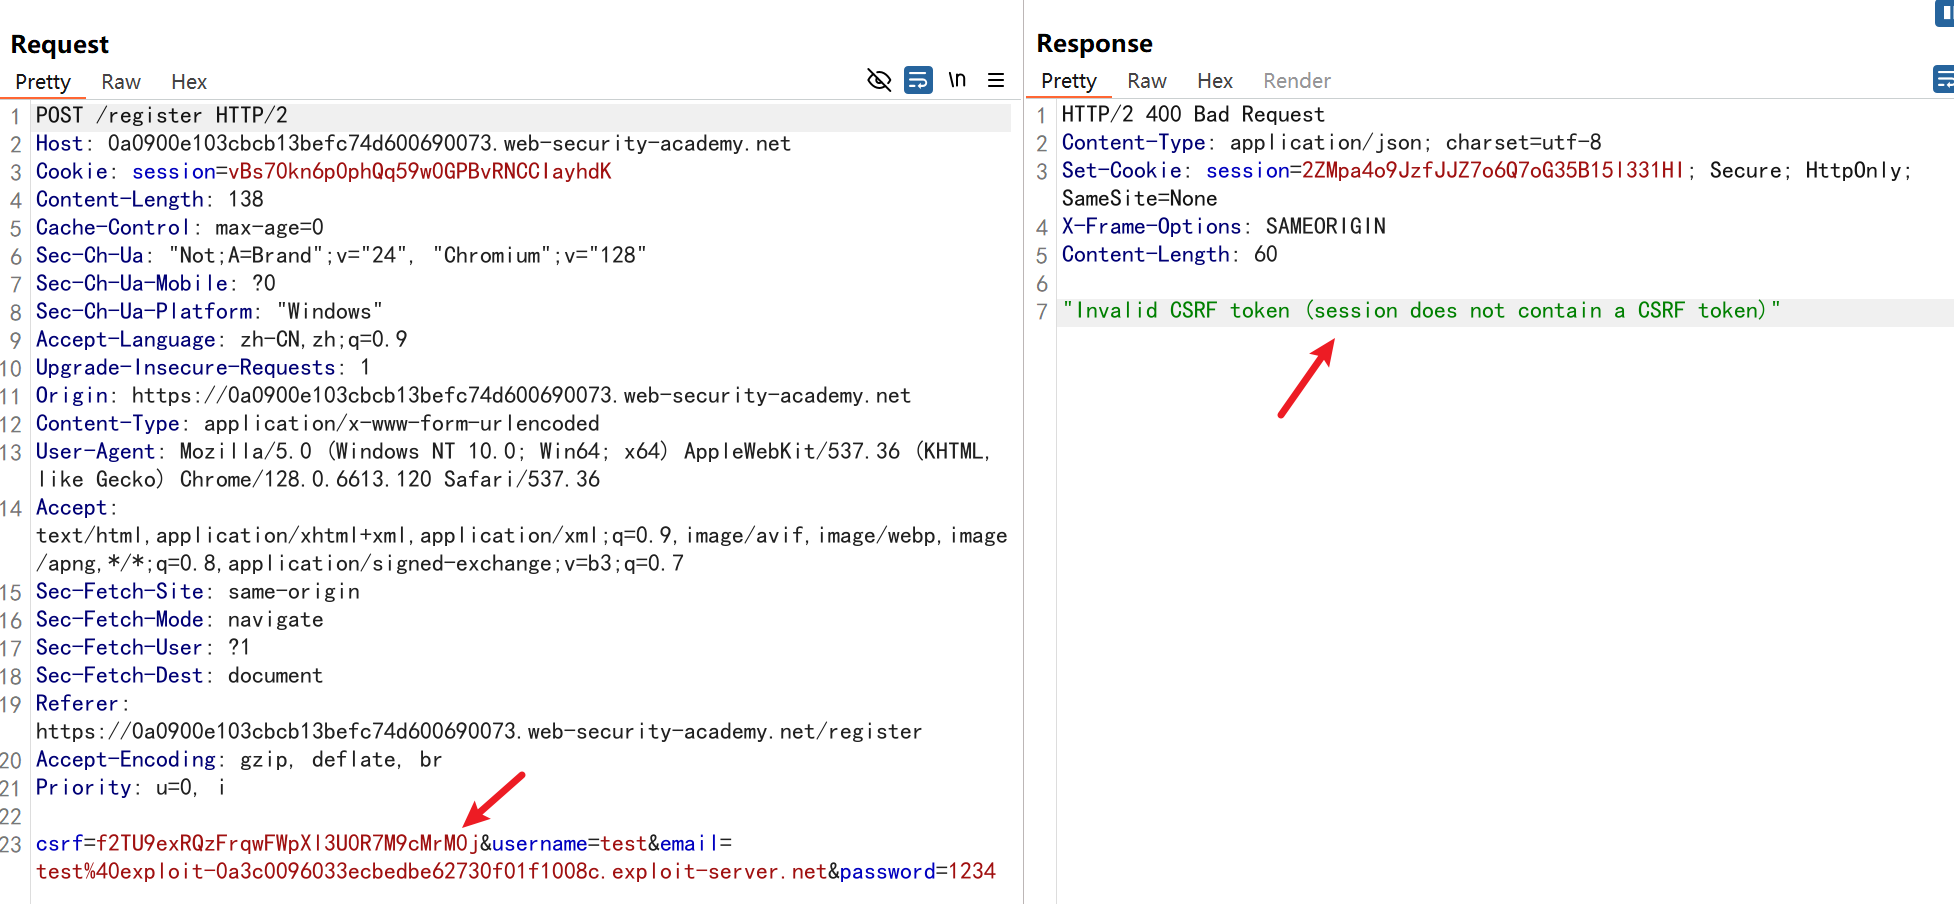 Request
Pretty Raw Hex
\n
1 POST /register HTTP/2
2 Host: 0a0900e103cbcb13befc74d600690073.web-security-academy.net
3 Cookie: session=vBs70kn6p0phQq59w0GPBvRNCClayhdK
4 Content-Length: 138
5 Cache-Control: max-age=0
6 Sec-Ch-Ua: "Not;A=Brand";v="24", "Chromium";v="128"
7 Sec-Ch-Ua-Mobile: ?0
8 Sec-Ch-Ua-Platform: "Windows"
9 Accept-Language: zh-CN,zh;q=0.9
10 Upgrade-Insecure-Requests: 1
11 Origin: https://0a0900e103cbcb13befc74d600690073.web-security-academy.net
12 Content-Type: application/x-www-form-urlencoded
13 User-Agent: Mozilla/5.0 (Windows NT 10.0; Win64; x64) AppleWebKit/537.36 (KHTML,
like Gecko) Chrome/128.0.6613.120 Safari/537.36
14 Accept:
text/html,application/xhtml+xml,application/xml;q=0.9,image/avif,image/webp,image
/apng,*/*;q=0.8,application/signed-exchange;v=b3;q=0.7
15 Sec-Fetch-Site: same-origin
16 Sec-Fetch-Mode: navigate
17 Sec-Fetch-User: ?1
18 Sec-Fetch-Dest: document
19 Referer:
https://0a0900e103cbcb13befc74d600690073.web-security-academy.net/register
20 Accept-Encoding: gzip, deflate, br
21 Priority: u=0, i
22
23 csrf=f2TU9exRQzFrqwFWpXl3U0R7M9cMrM0j&username=test&email=
test%40exploit-0a3c0096033ecbedbe62730f01f1008c.exploit-server.net&password=1234
Response
Pretty Raw Hex Render
1 HTTP/2 400 Bad Request
2 Content-Type: application/json; charset=utf-8
3 Set-Cookie: session=2ZMpa4o9JzfJJZ7o6Q7oG35B15l331HI; Secure; HttpOnly;
SameSite=None
4 X-Frame-Options: SAMEORIGIN
5 Content-Length: 60
6
7 "Invalid CSRF token (session does not contain a CSRF token)"